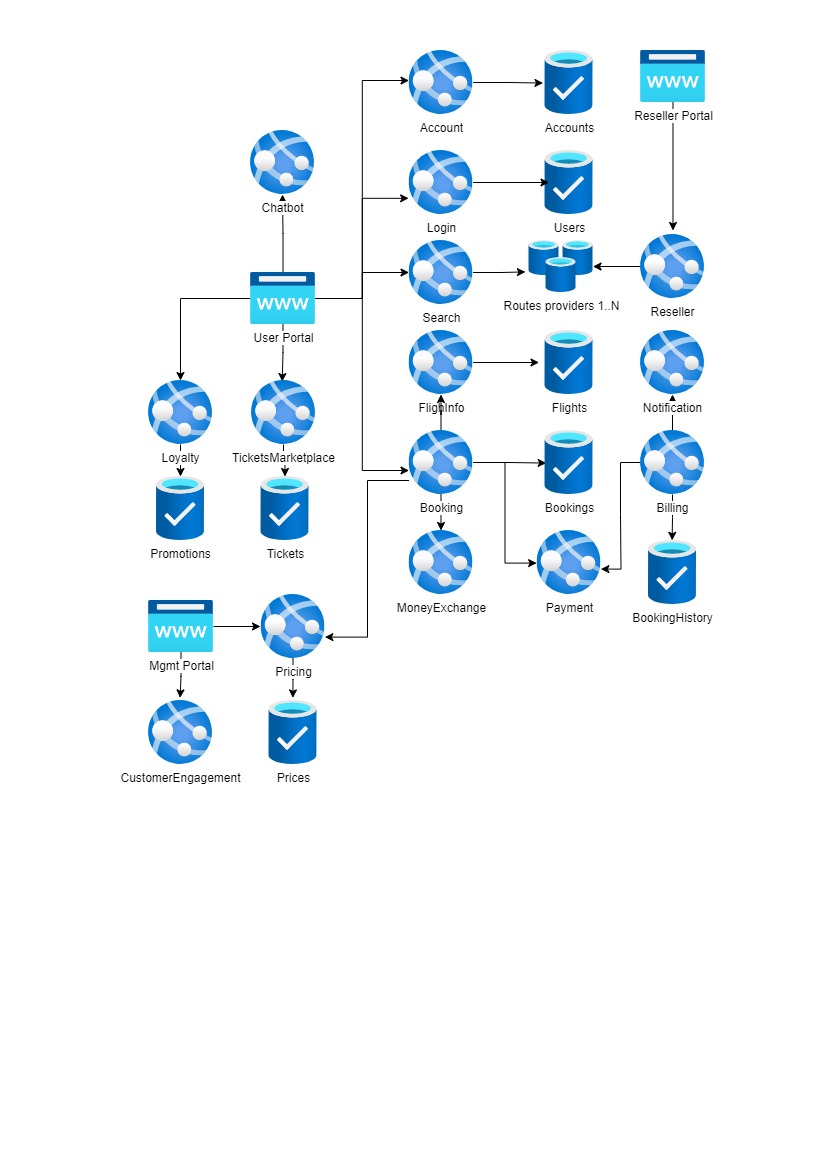 WWW
Account
Accounts
Reseller Portal
Chatbot
Login
Users
WWW
User Portal
Search
Routes providers 1..N
Reseller
FlighInfo
Flights
Notification
Loyalty
TicketsMarketplace
Booking
Bookings
Billing
Promotions
Tickets
MoneyExchange
Payment
BookingHistory
WWW
Mgmt Portal
Pricing
CustomerEngagement
Prices